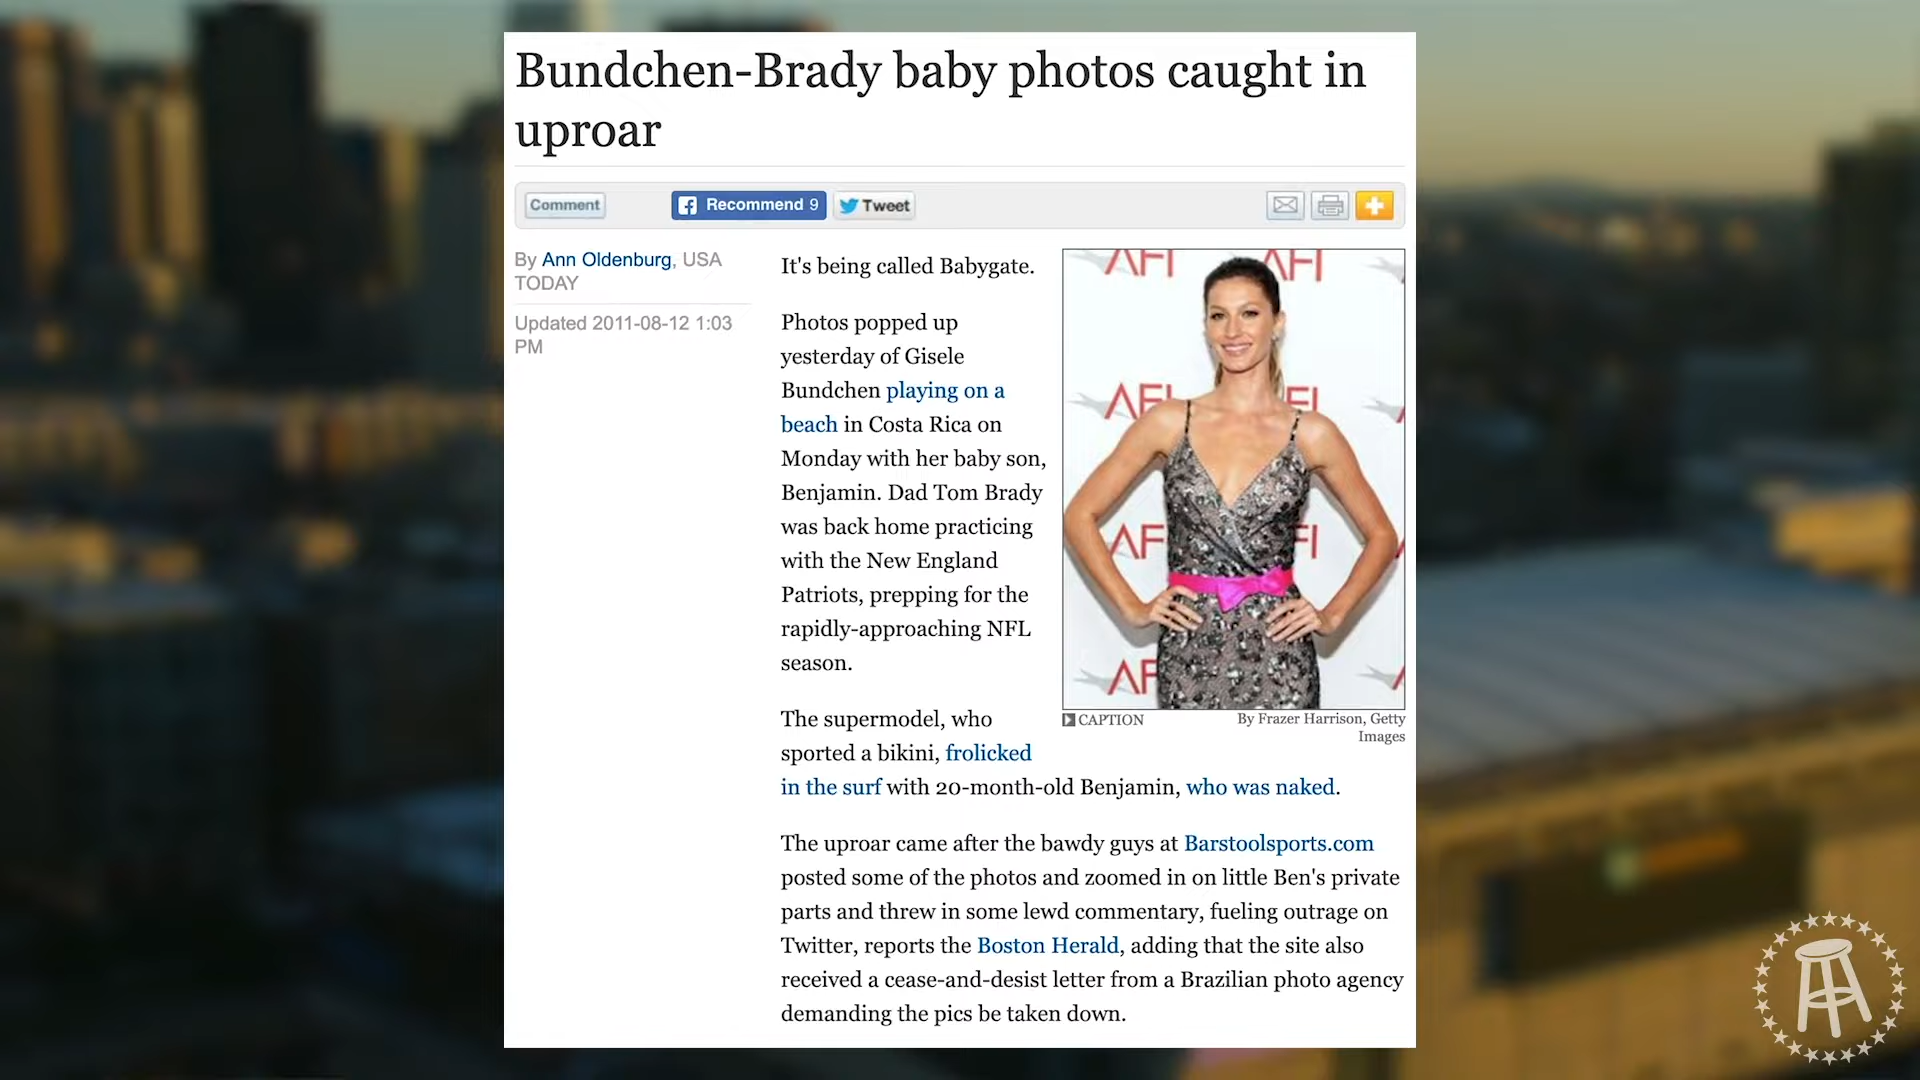 Bundchen-Brady baby photos caught in
uproar
Comment
Recommend 9
Tweet
By Ann Oldenburg, USA
TODAY
Updated 2011-08-12 1:03
PM
It's being called Babygate.
Photos popped up
yesterday of Gisele
Bundchen playing on a
beach in Costa Rica on
Monday with her baby son,
Benjamin. Dad Tom Brady
was back home practicing
with the New England
Patriots, prepping for the
rapidly-approaching NFL
season.
AFI AFI
AFI FI
AF FI
AF
CAPTION
By Frazer Harrison, Getty
Images
The supermodel, who
sported a bikini, frolicked
in the surf with 20-month-old Benjamin, who was naked.
The uproar came after the bawdy guys at Barstoolsports.com
posted some of the photos and zoomed in on little Ben's private
parts and threw in some lewd commentary, fueling outrage on
Twitter, reports the Boston Herald, adding that the site also
received a cease-and-desist letter from a Brazilian photo agency
demanding the pics be taken down.